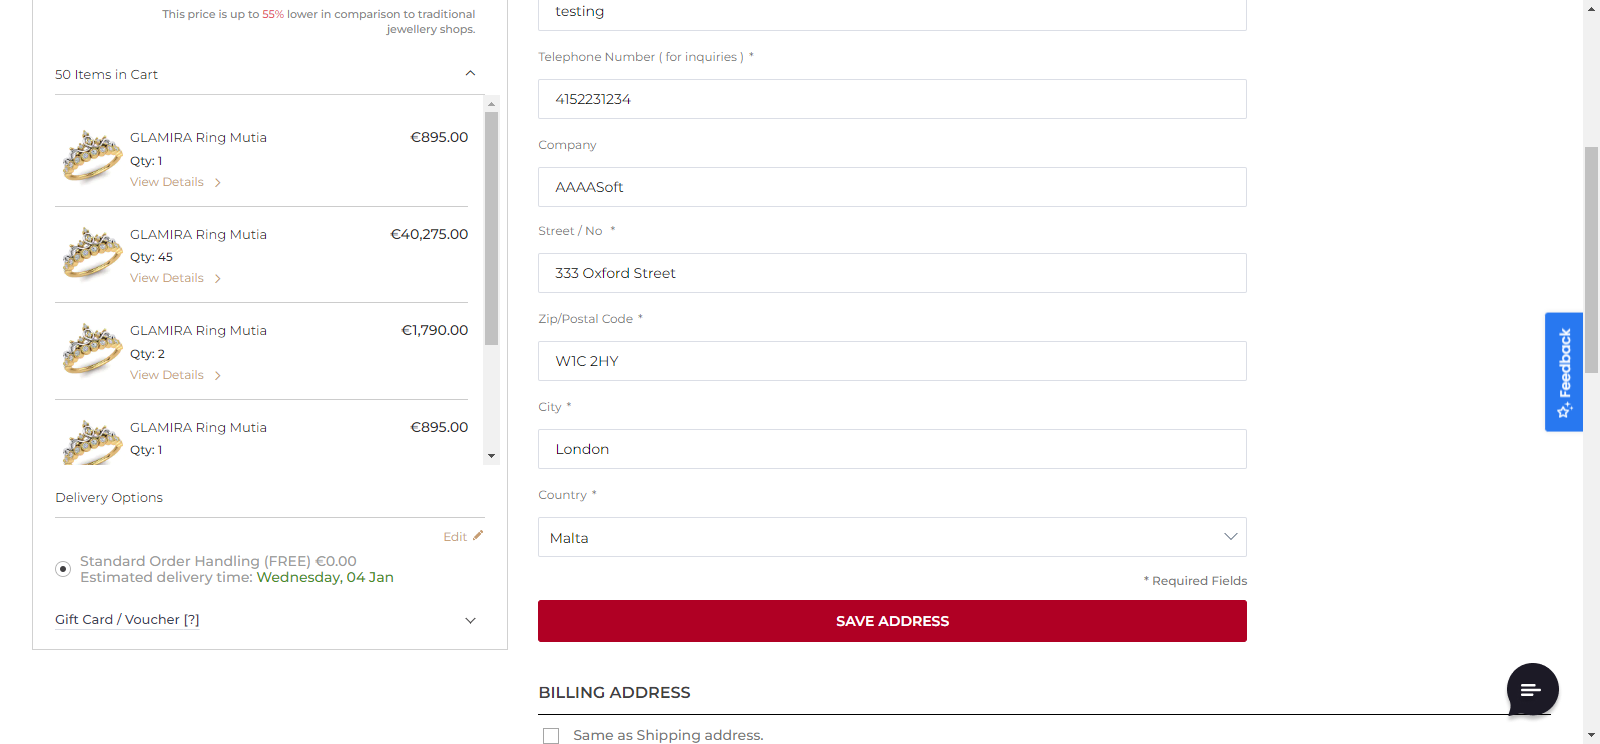 This price is up to 55% lower in comparison to traditional
jewellery shops.
50 Items in Cart
GLAMIRA Ring Mutia
€895.00
Qty: 1
View Details
GLAMIRA Ring Mutia
€40,275.00
Qty: 45
View Details
GLAMIRA Ring Mutia
€1,790.00
Qty: 2
View Details
GLAMIRA Ring Mutia
€895.00
Qty: 1
Delivery Options
Edit
Standard Order Handling (FREE) €0.00
Estimated delivery time: Wednesday, 04 Jan
Gift Card / Voucher [?]
testing
Telephone Number ( for inquiries ) *
4152231234
Company
AAAASoft
Street / No *
333 Oxford Street
Zip/Postal Code *
W1C 2HY
City *
London
Country *
Malta
* Required Fields
SAVE ADDRESS
BILLING ADDRESS
Same as Shipping address.
Feedback